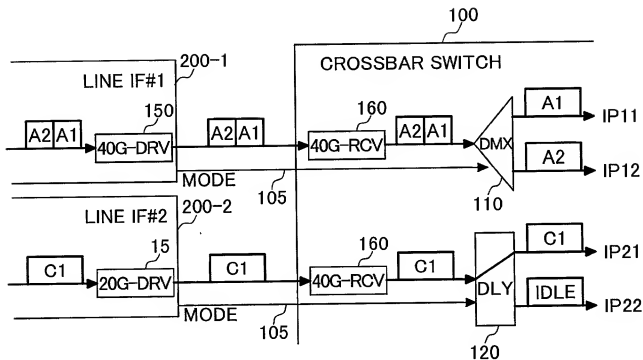 100
200-1
CROSSBAR SWITCH
LINE IF#1
150
160
A2 A1
40G-DRV
A2 A1
40G-RCV
A2 A1
DMX
A1
IP11
A2
IP12
MODE
105
110
LINE IF#2
200-2
15
160
C1
20G-DRV
C1
40G-RCV
C1
DLY
C1
IP21
IDLE
IP22
MODE
105
120